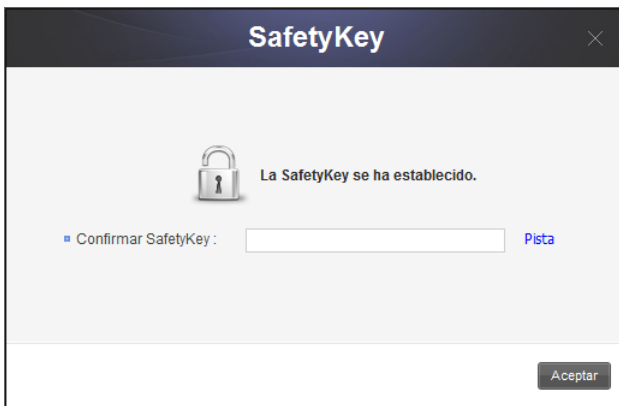 SafetyKey
La SafetyKey se ha establecido.
Confirmar SafetyKey :
Pista
Aceptar